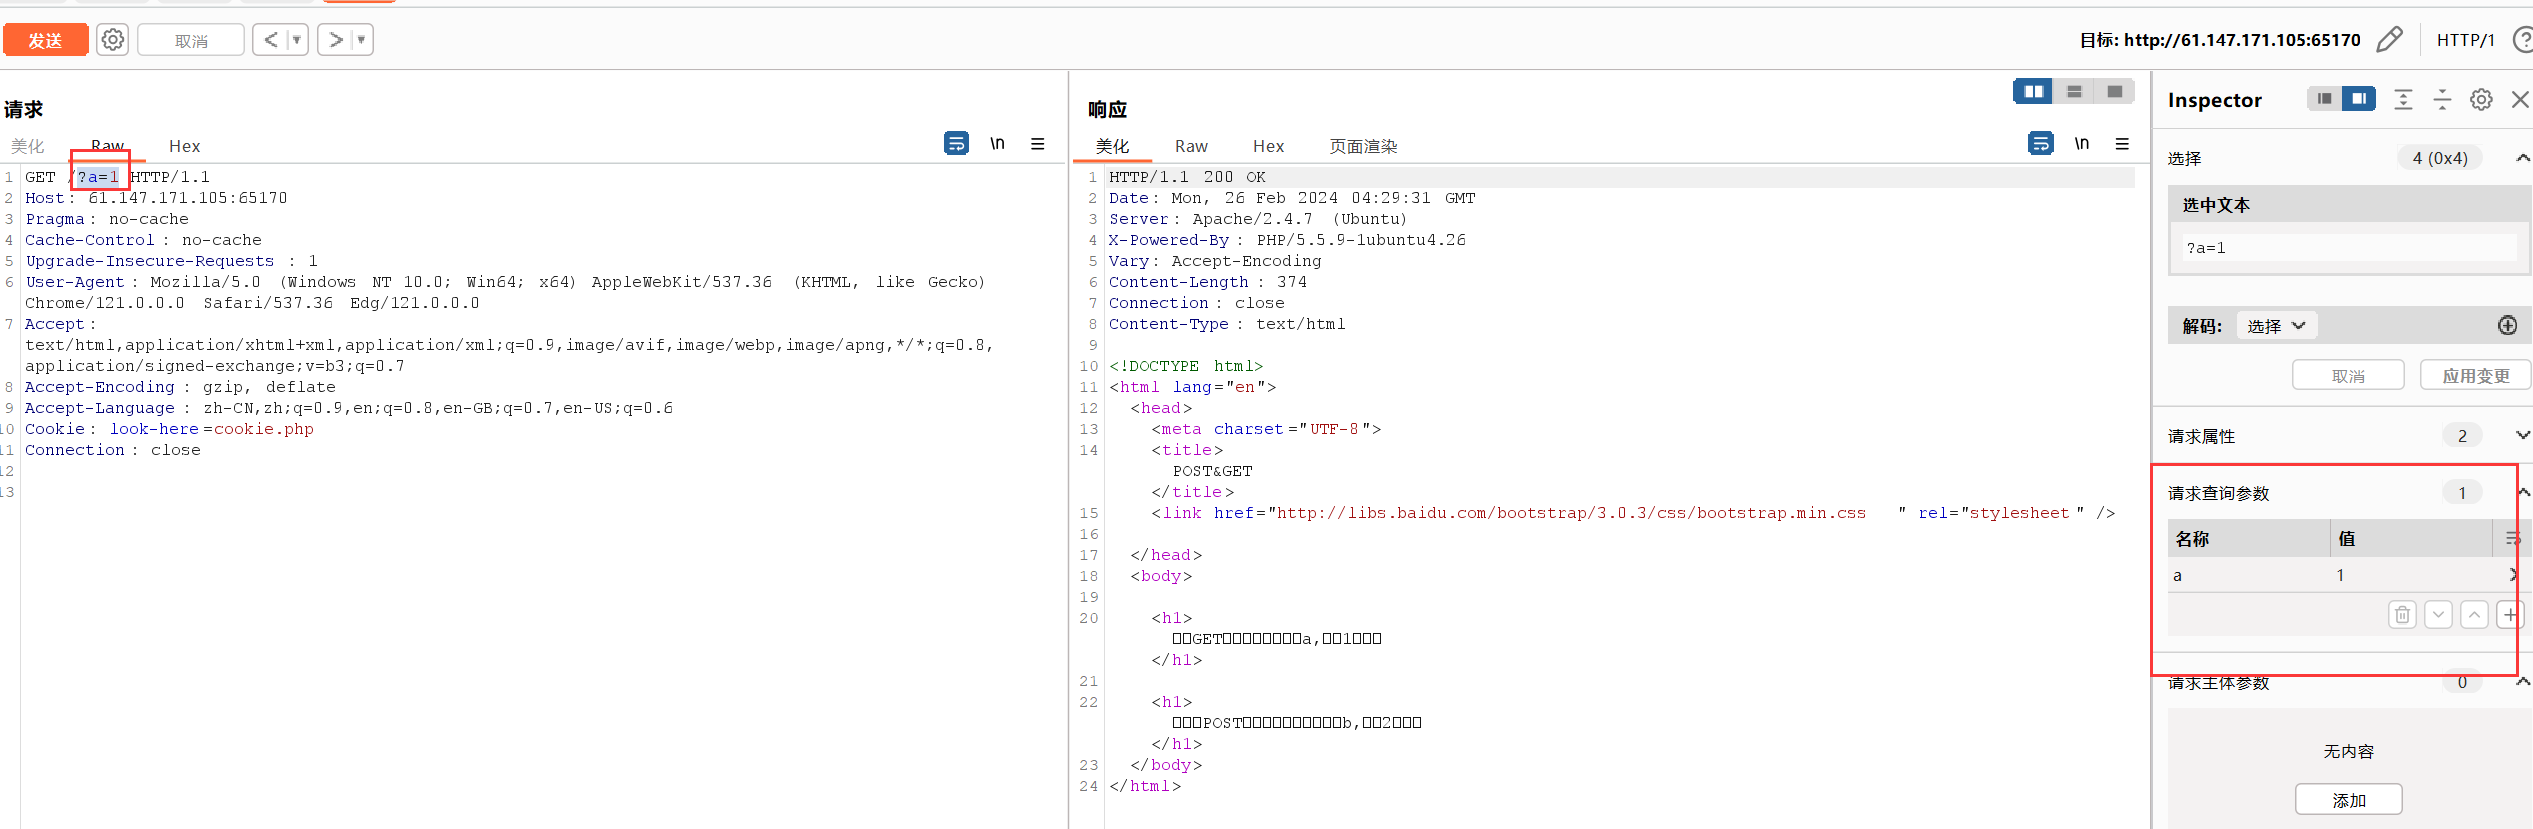 发送
取消
目标: http://61.147.171.105:65170
HTTP/1
请求
美化
Raw
Hex
\n
1 GET /?a=1 HTTP/1.1
2 Host: 61.147.171.105:65170
3 Pragma: no-cache
4 Cache-Control: no-cache
5 Upgrade-Insecure-Requests: 1
6 User-Agent: Mozilla/5.0 (Windows NT 10.0; Win64; x64) AppleWebKit/537.36 (KHTML, like Gecko)
Chrome/121.0.0.0 Safari/537.36 Edg/121.0.0.0
7 Accept:
text/html,application/xhtml+xml,application/xml;q=0.9,image/avif,image/webp,image/apng,*/*;q=0.8,
application/signed-exchange;v=b3;q=0.7
8 Accept-Encoding: gzip, deflate
9 Accept-Language: zh-CN,zh;q=0.9,en;q=0.8,en-GB;q=0.7,en-US;q=0.6
10 Cookie: look-here=cookie.php
11 Connection: close
12
13
响应
美化
Raw
Hex
页面渲染
\n
1 HTTP/1.1 200 OK
2 Date: Mon, 26 Feb 2024 04:29:31 GMT
3 Server: Apache/2.4.7 (Ubuntu)
4 X-Powered-By: PHP/5.5.9-1ubuntu4.26
5 Vary: Accept-Encoding
6 Content-Length: 374
7 Connection: close
8 Content-Type: text/html
9
10 <!DOCTYPE html>
11 <html lang="en">
12 <head>
13 <meta charset="UTF-8">
14 <title>
POST&GET
</title>
15 <link href="http://libs.baidu.com/bootstrap/3.0.3/css/bootstrap.min.css" rel="stylesheet" />
16
17 </head>
18 <body>
19
20 <h1>
□□GET□□□□□□□□a,□□1□□□
</h1>
21
22 <h1>
□□□POST□□□□□□□□□□b,□□2□□□
</h1>
23 </body>
24 </html>
Inspector
选择
4 (0x4)
选中文本
?a=1
解码:
选择
取消
应用变更
请求属性
2
请求查询参数
1
名称
值
a
1
请求主体参数
0
无内容
添加